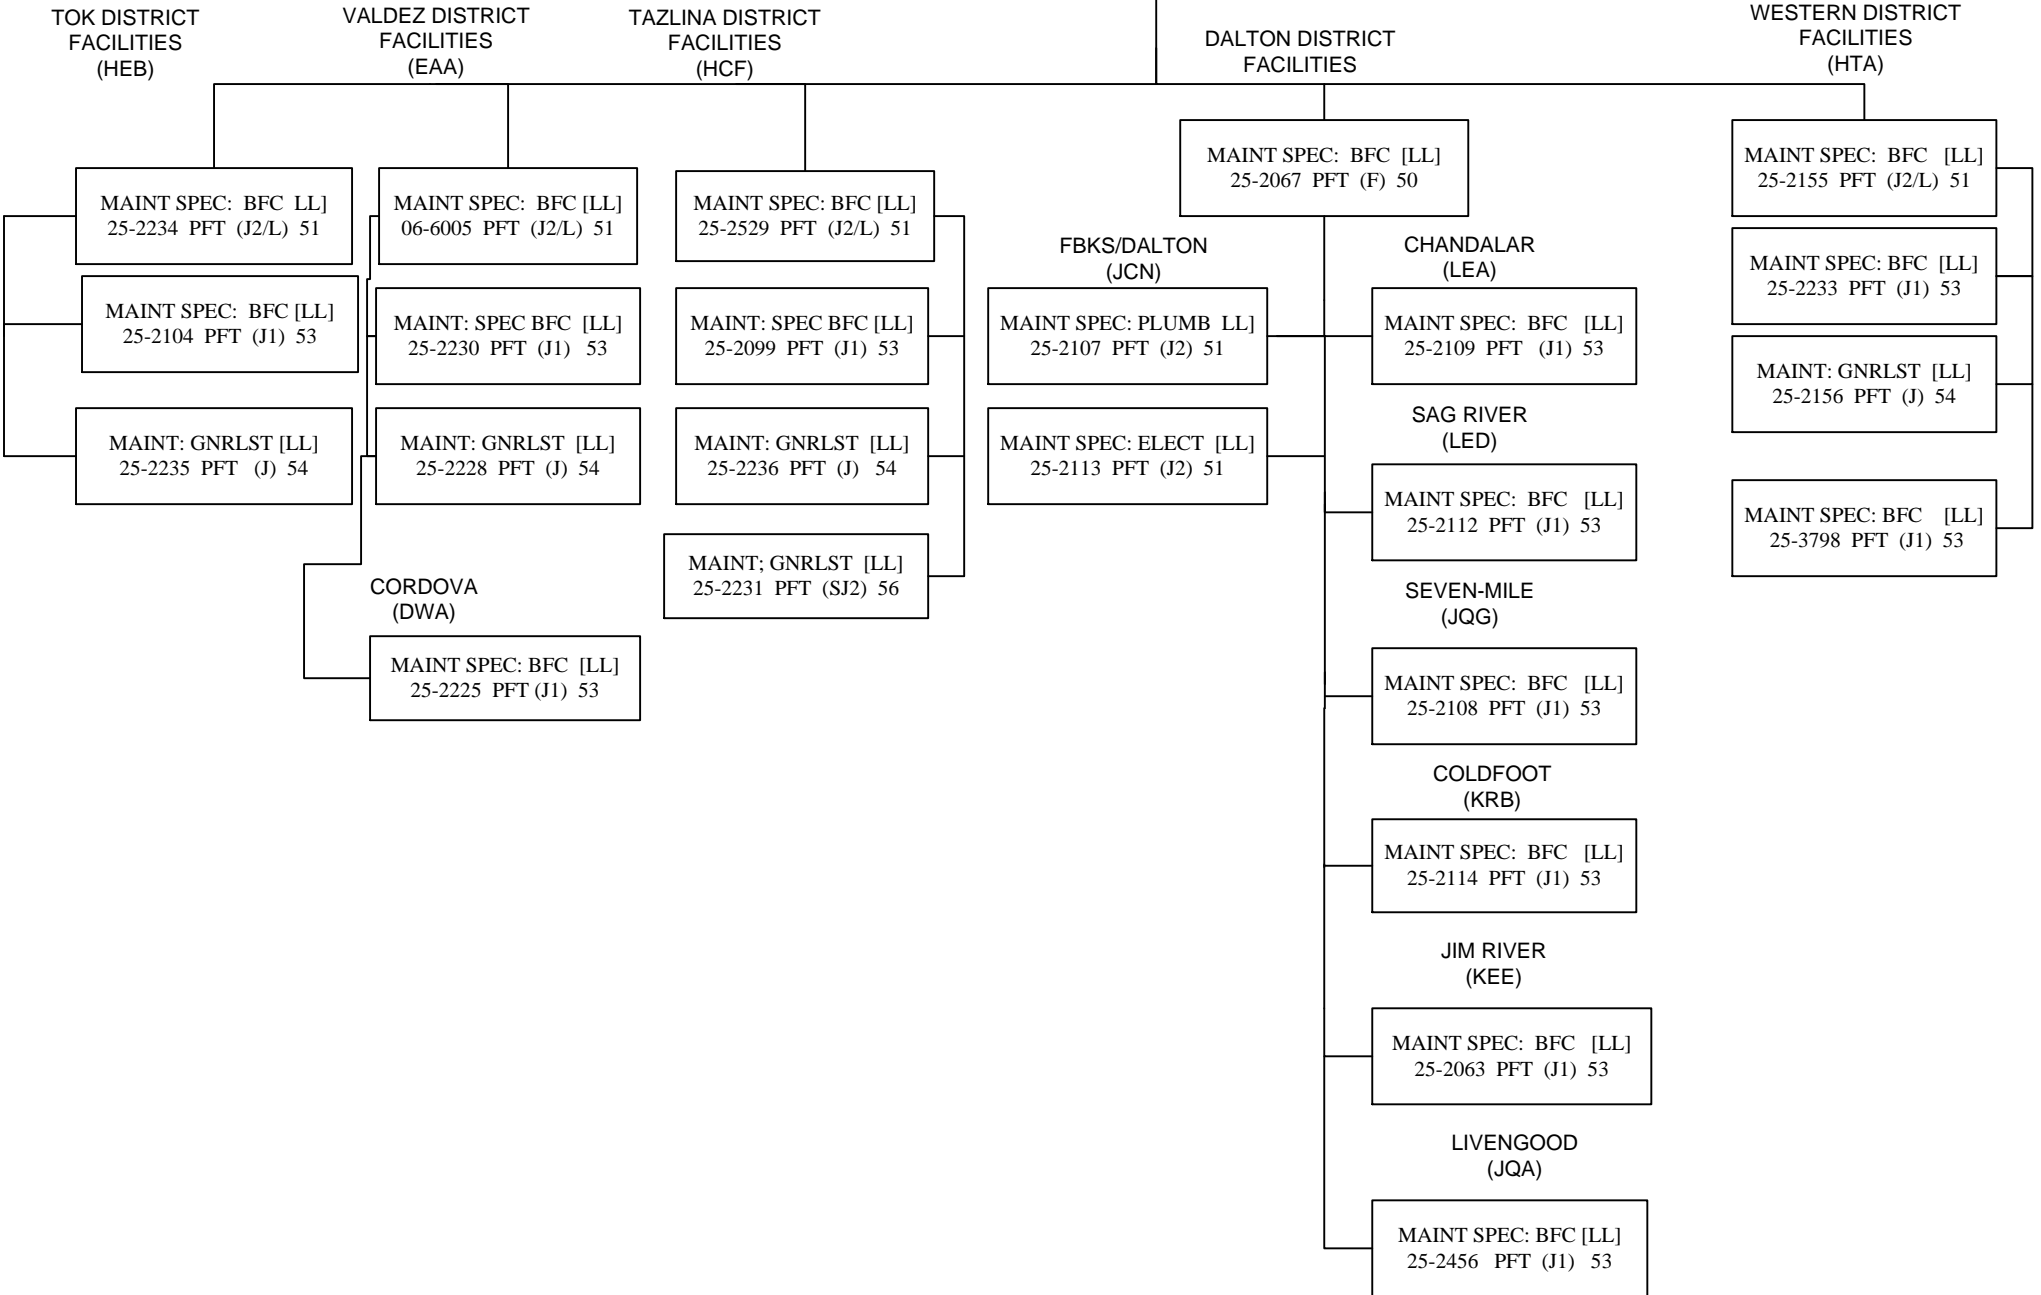 TOK DISTRICT
FACILITIES
(HEB)
VALDEZ DISTRICT
FACILITIES
(EAA)
TAZLINA DISTRICT
FACILITIES
(HCF)
DALTON DISTRICT
FACILITIES
WESTERN DISTRICT
FACILITIES
(HTA)
MAINT SPEC: BFC LL]
25-2234 PFT (J2/L) 51
MAINT SPEC: BFC [LL]
25-2104 PFT (J1) 53
MAINT: GNRLST [LL]
25-2235 PFT (J) 54
MAINT SPEC: BFC [LL]
06-6005 PFT (J2/L) 51
MAINT: SPEC BFC [LL]
25-2230 PFT (J1) 53
MAINT: GNRLST [LL]
25-2228 PFT (J) 54
CORDOVA
(DWA)
MAINT SPEC: BFC [LL]
25-2225 PFT (J1) 53
MAINT SPEC: BFC [LL]
25-2529 PFT (J2/L) 51
MAINT: SPEC BFC [LL]
25-2099 PFT (J1) 53
MAINT: GNRLST [LL]
25-2236 PFT (J) 54
MAINT; GNRLST [LL]
25-2231 PFT (SJ2) 56
MAINT SPEC: BFC [LL]
25-2067 PFT (F) 50
FBKS/DALTON
(JCN)
MAINT SPEC: PLUMB LL]
25-2107 PFT (J2) 51
MAINT SPEC: ELECT [LL]
25-2113 PFT (J2) 51
CHANDALAR
(LEA)
MAINT SPEC: BFC [LL]
25-2109 PFT (J1) 53
SAG RIVER
(LED)
MAINT SPEC: BFC [LL]
25-2112 PFT (J1) 53
SEVEN-MILE
(JQG)
MAINT SPEC: BFC [LL]
25-2108 PFT (J1) 53
COLDFOOT
(KRB)
MAINT SPEC: BFC [LL]
25-2114 PFT (J1) 53
JIM RIVER
(KEE)
MAINT SPEC: BFC [LL]
25-2063 PFT (J1) 53
LIVENGOOD
(JQA)
MAINT SPEC: BFC [LL]
25-2456 PFT (J1) 53
MAINT SPEC: BFC [LL]
25-2155 PFT (J2/L) 51
MAINT SPEC: BFC [LL]
25-2233 PFT (J1) 53
MAINT: GNRLST [LL]
25-2156 PFT (J) 54
MAINT SPEC: BFC [LL]
25-3798 PFT (J1) 53